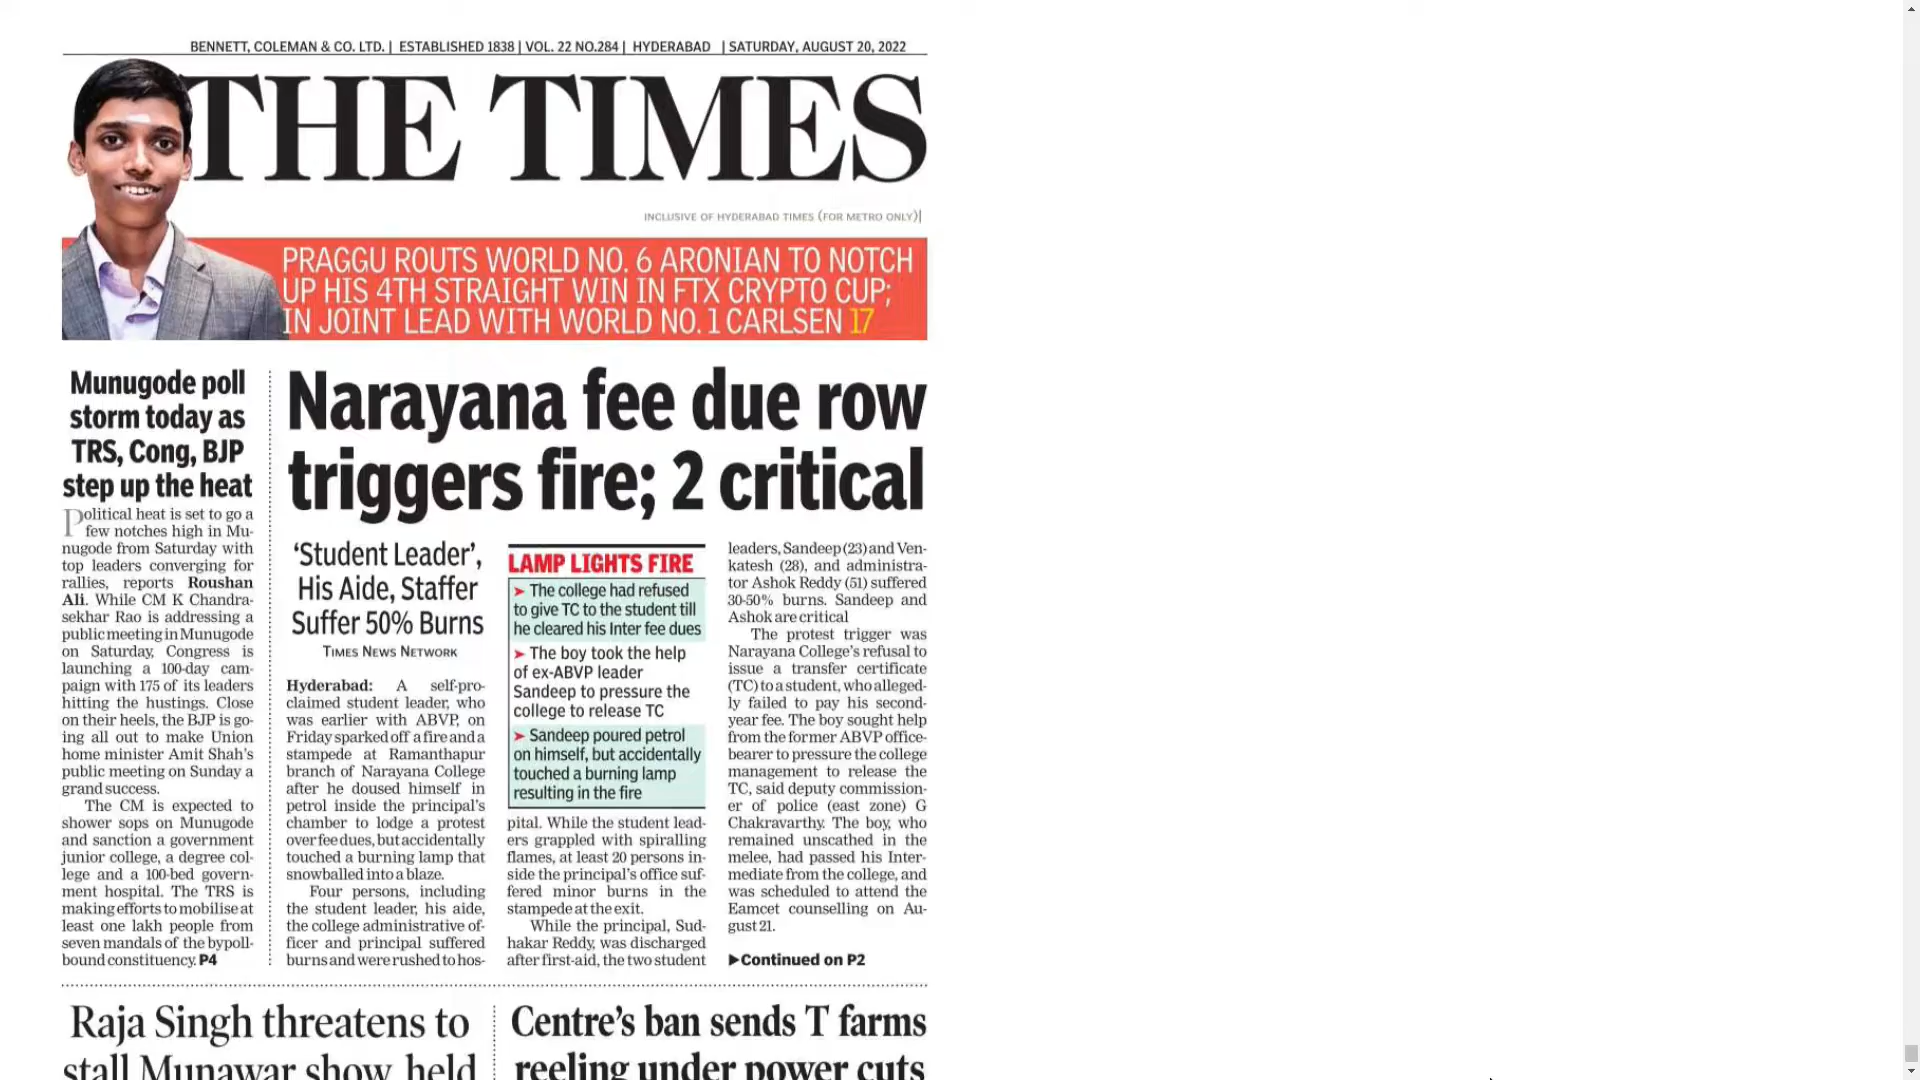 BENNETT, COLEMAN & CO. LTD. | ESTABLISHED 1838 | VOL. 22 NO.284 | HYDERABAD | SATURDAY, AUGUST 20, 2022
THE TIMES
INCLUSIVE OF HYDERABAD TIMES (FOR METRO ONLY)|
PRAGGU ROUTS WORLD NO. 6 ARONIAN TO NOTCH
UP HIS 4TH STRAIGHT WIN IN FTX CRYPTO CUP;
IN JOINT LEAD WITH WORLD NO. 1 CARLSEN 17
Munugode poll
storm today as
TRS, Cong, BJP
step up the heat
Political heat is set to go a
few notches high in Mu-
nugode from Saturday with
top leaders converging for
rallies, reports Roushan
Ali. While CM K Chandra-
sekhar Rao is addressing a
public meeting in Munugode
on Saturday, Congress is
launching a 100-day cam-
paign with 175 of its leaders
hitting the hustings. Close
on their heels, the BJP is go-
ing all out to make Union
home minister Amit Shah's
public meeting on Sunday a
grand success.
The CM is expected to
shower sops on Munugode
and sanction a government
junior college, a degree col-
lege and a 100-bed govern-
ment hospital. The TRS is
making efforts to mobilise at
least one lakh people from
seven mandals of the bypoll-
bound constituency. P4
Narayana fee due row
triggers fire; 2 critical
‘Student Leader’,
His Aide, Staffer
Suffer 50% Burns
TIMES NEWS NETWORK
Hyderabad: A self-pro-
claimed student leader, who
was earlier with ABVP, on
Friday sparked off a fire and a
stampede at Ramanthapur
branch of Narayana College
after he doused himself in
petrol inside the principal's
chamber to lodge a protest
over fee dues, but accidentally
touched a burning lamp that
snowballed into a blaze.
Four persons, including
the student leader, his aide,
the college administrative of-
ficer and principal suffered
burns and were rushed to hos-
LAMP LIGHTS FIRE
➤ The college had refused
to give TC to the student till
he cleared his Inter fee dues
➤ The boy took the help
of ex-ABVP leader
Sandeep to pressure the
college to release TC
➤ Sandeep poured petrol
on himself, but accidentally
touched a burning lamp
resulting in the fire
pital. While the student lead-
ers grappled with spiralling
flames, at least 20 persons in-
side the principal's office suf-
fered minor burns in the
stampede at the exit.
While the principal, Sud-
hakar Reddy, was discharged
after first-aid, the two student
leaders, Sandeep (23) and Ven-
katesh (28), and administra-
tor Ashok Reddy (51) suffered
30-50% burns. Sandeep and
Ashok are critical
The protest trigger was
Narayana College's refusal to
issue a transfer certificate
(TC) to a student, who alleged-
ly failed to pay his second-
year fee. The boy sought help
from the former ABVP office-
bearer to pressure the college
management to release the
TC, said deputy commission-
er of police (east zone) G
Chakravarthy. The boy, who
remained unscathed in the
melee, had passed his Inter-
mediate from the college, and
was scheduled to attend the
Eamcet counselling on Au-
gust 21.
▶Continued on P2
Raja Singh threatens to
stall Munawar show, held
Centre's ban sends T farms
reeling under power cuts